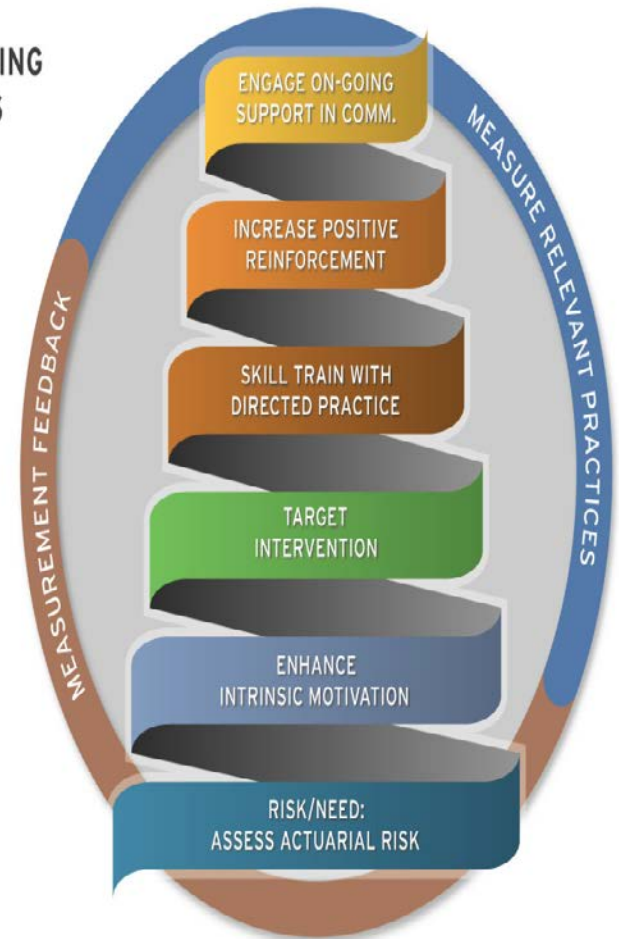 ING
S
ENGAGE ON-GOING
SUPPORT IN COMM.
MEASURE RELEVANT PRACTICES
INCREASE POSITIVE
REINFORCEMENT
MEASUREMENT FEEDBACK
SKILL TRAIN WITH
DIRECTED PRACTICE
TARGET
INTERVENTION
ENHANCE
INTRINSIC MOTIVATION
RISK/NEED:
ASSESS ACTUARIAL RISK